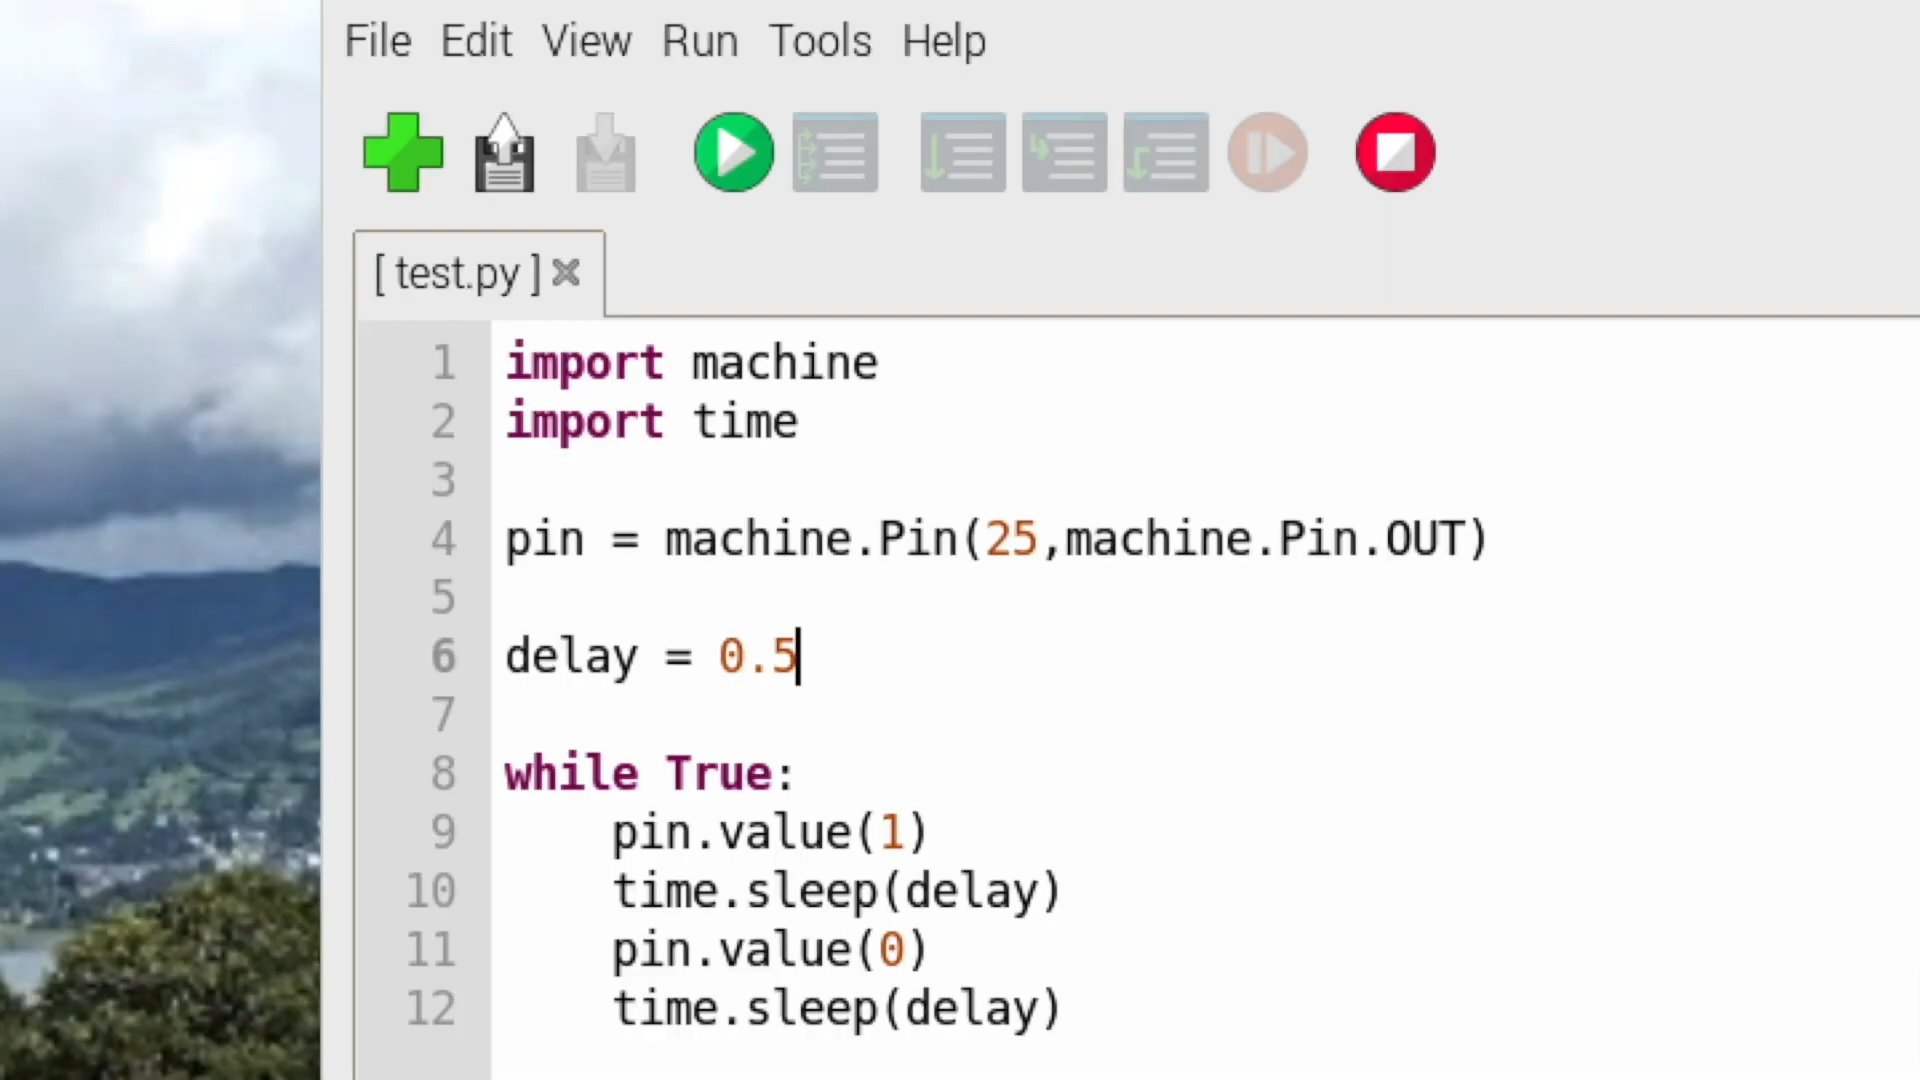 File Edit View Run Tools Help
[ test.py ]
1 import machine
2 import time
3
4 pin = machine.Pin(25,machine.Pin.OUT)
5
6 delay = 0.5
7
8 while True:
9     pin.value(1)
10     time.sleep(delay)
11     pin.value(0)
12     time.sleep(delay)